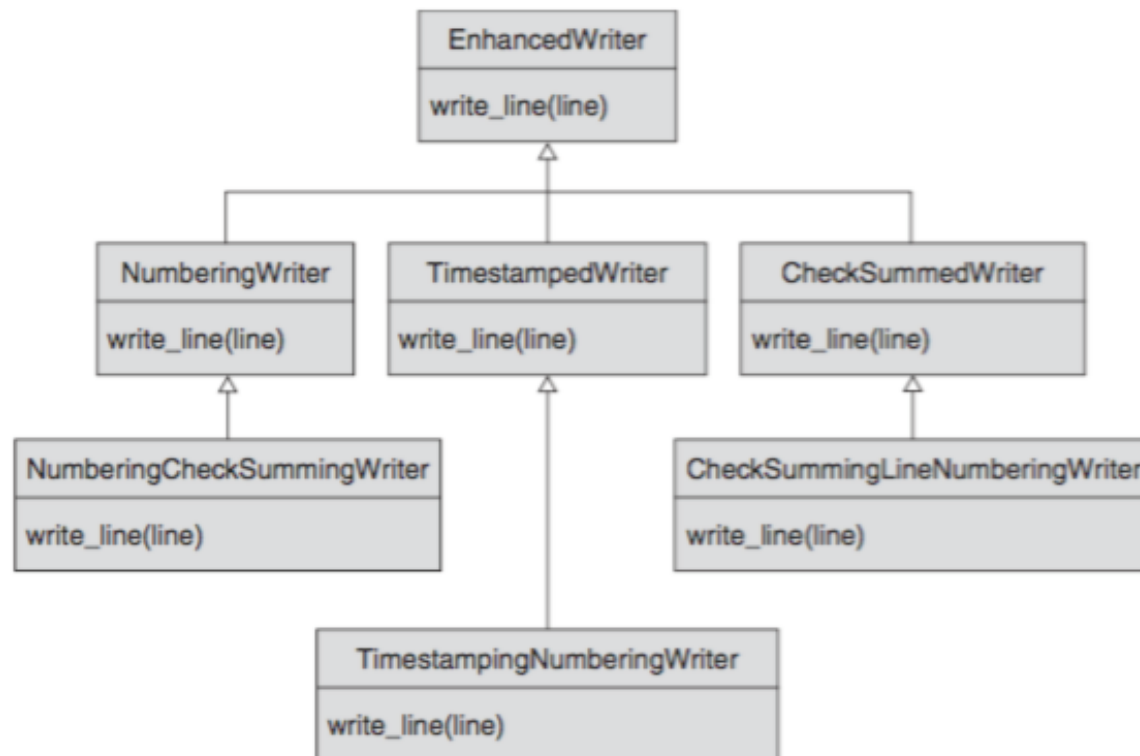 EnhancedWriter
write_line(line)
NumberingWriter
write_line(line)
TimestampedWriter
write_line(line)
CheckSummedWriter
write_line(line)
NumberingCheckSummingWriter
write_line(line)
CheckSummingLineNumberingWriter
write_line(line)
TimestampingNumberingWriter
write_line(line)